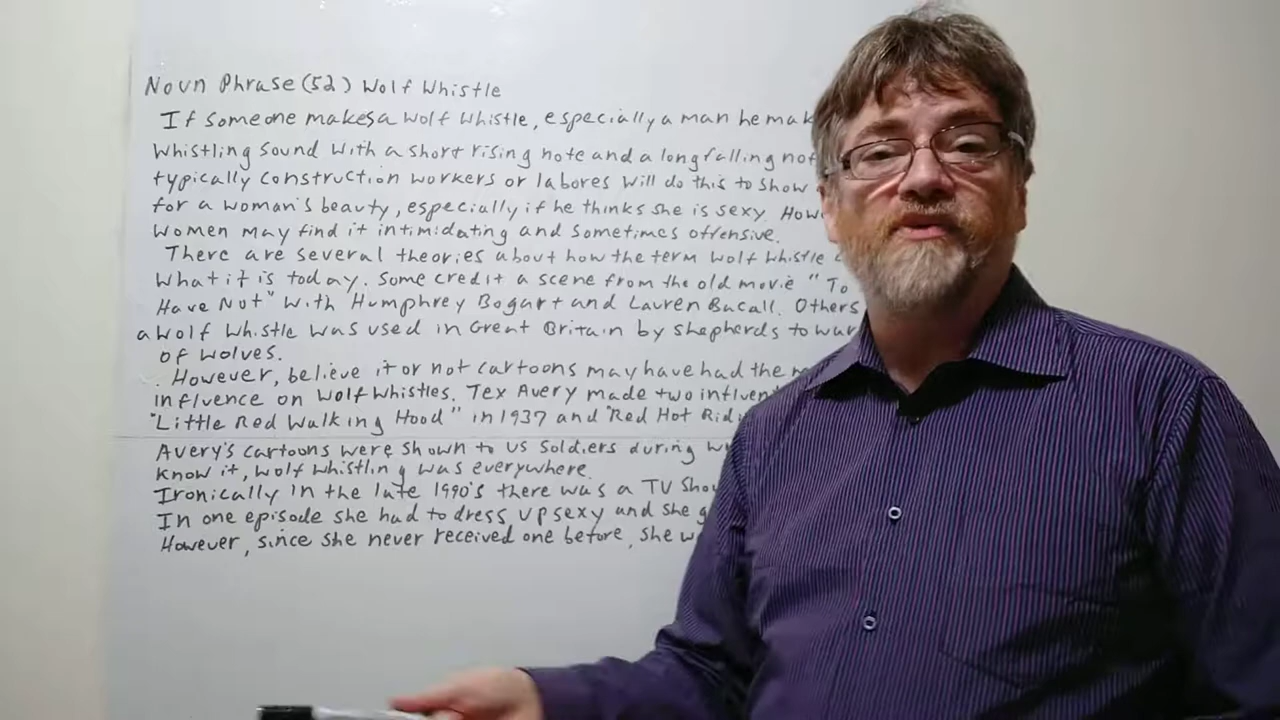 Noun Phrase (52) Wolf Whistle
If someone makes a wolf whistle, especially a man he mak
whistling sound with a short rising note and a long falling not
typically construction workers or labores will do this to show
for a woman's beauty, especially if he thinks she is sexy. How
women may find it intimidating and sometimes offensive.
There are several theories about how the term wolf whistle
what it is today. Some credit a scene from the old movie "To
Have Not" with Humphrey Bogart and Lauren Bacall. Others
a wolf whistle was used in Great Britain by shepherds to war
of wolves.
However, believe it or not cartoons may have had the m
influence on wolf whistles. Tex Avery made two influen
"Little Red Walking Hood" in 1937 and "Red Hot Rid
Avery's cartoons were shown to US soldiers during w
know it, wolf whistling was everywhere.
Ironically in the late 1990's there was a TV Show
In one episode she had to dress up sexy and she g
However, since she never received one before, she w